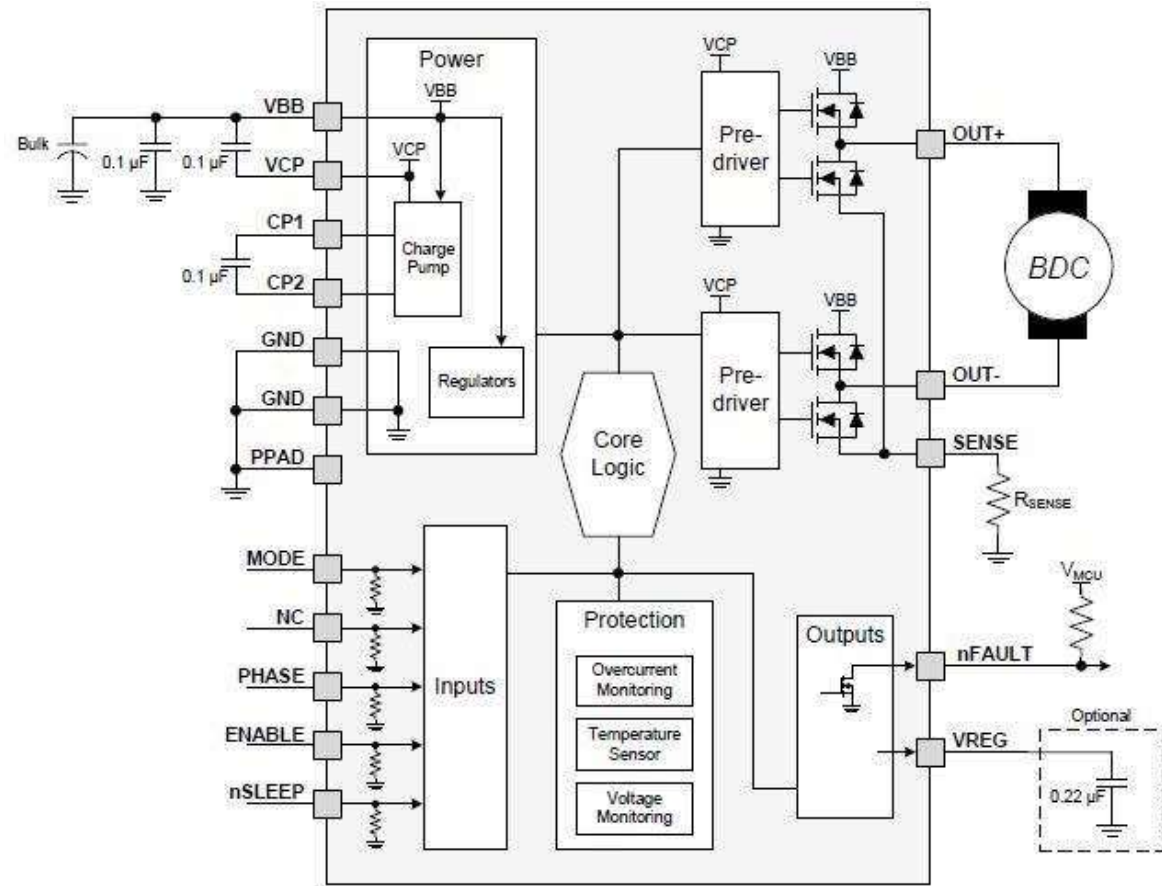 Power
VBB
VCP
Charge
Pump
Regulators
VBB
Bulk
0.1 µF
0.1 µF
VCP
CP1
0.1 µF
CP2
GND
GND
PPAD
VCP
VBB
Pre-
driver
OUT+
BDC
VCP
VBB
Pre-
driver
OUT-
SENSE
RSENSE
Core
Logic
MODE
NC
PHASE
ENABLE
nSLEEP
Inputs
Protection
Overcurrent
Monitoring
Temperature
Sensor
Voltage
Monitoring
Outputs
VMCU
nFAULT
Optional
VREG
0.22 µF